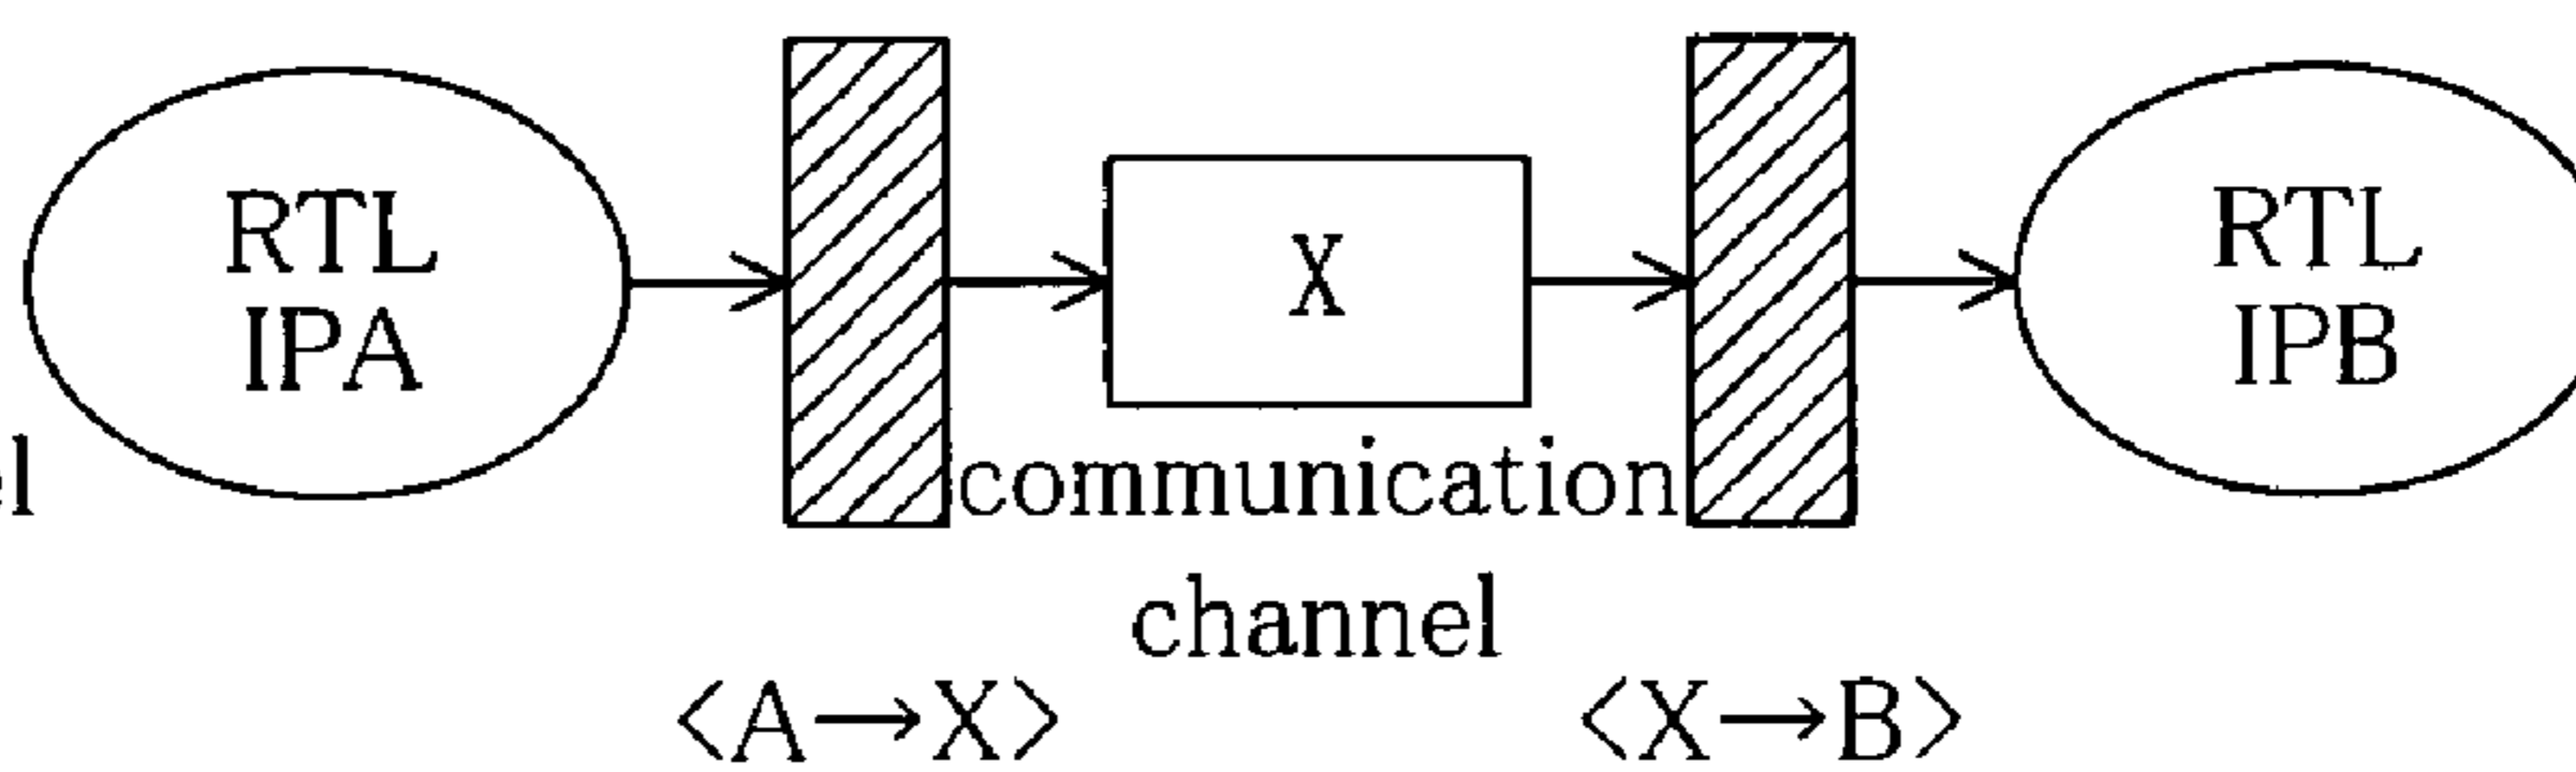 RTL
IPA
X
RTL
IPB
communication
channel
<A→X>
<X→B>